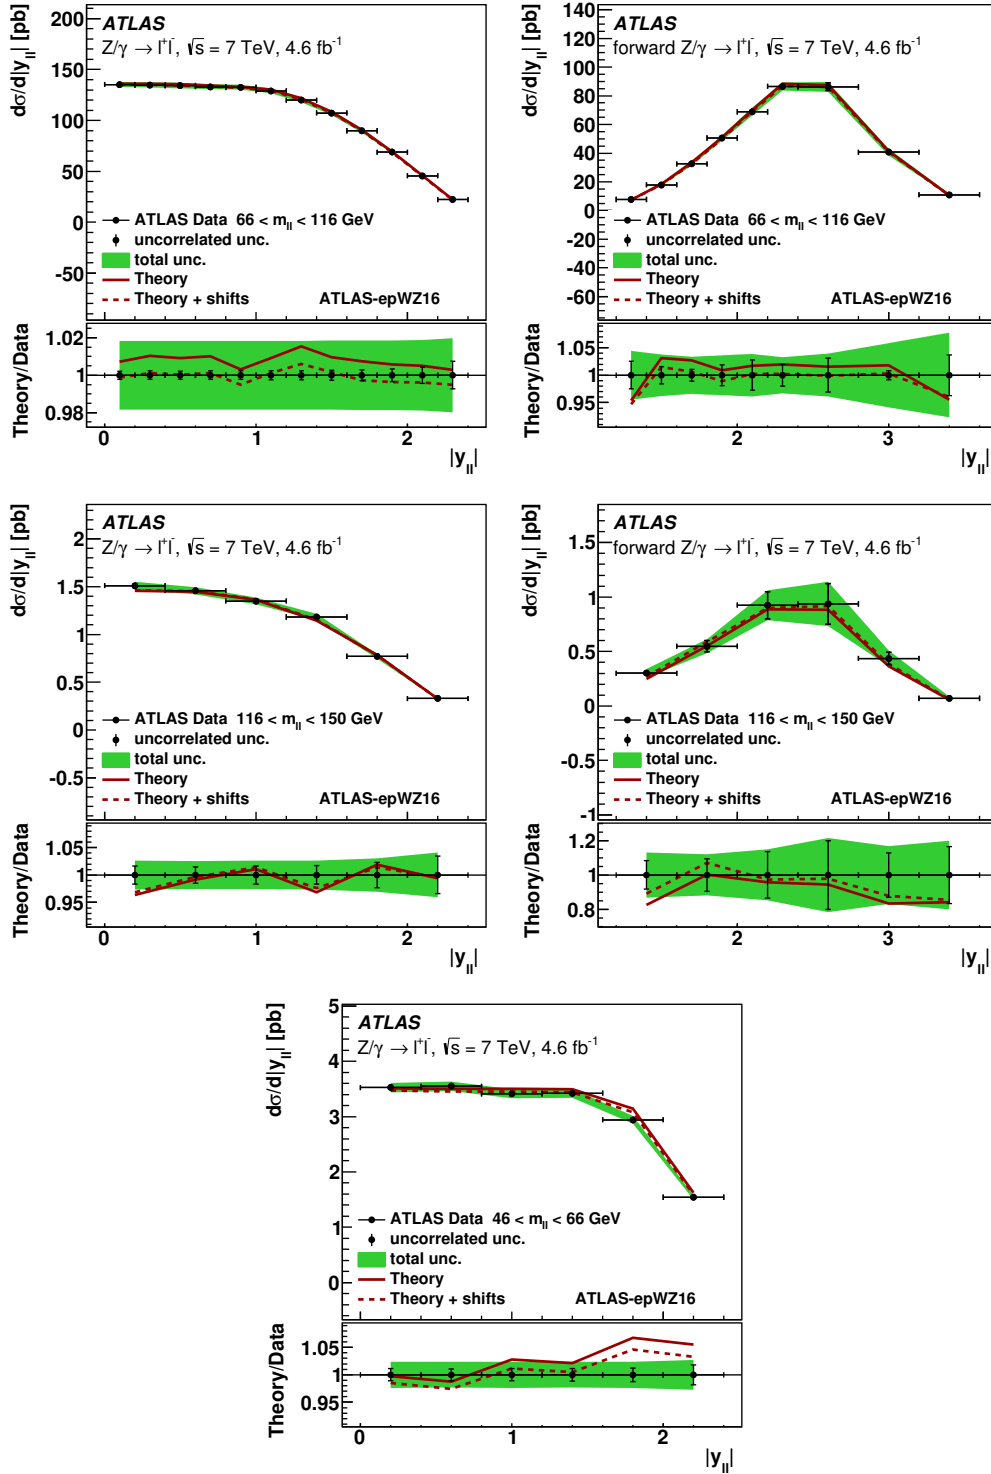 200
150
100
50
0
-50
dσ/d|y_ll| [pb]
ATLAS
Z/γ → l⁺l⁻, √s = 7 TeV, 4.6 fb⁻¹
ATLAS Data 66 < m_ll < 116 GeV
uncorrelated unc.
total unc.
Theory
Theory + shifts
ATLAS-epWZ16
Theory/Data
1.02
1
0.98
0 1 2
|y_ll|
140
120
100
80
60
40
20
0
-20
-40
-60
dσ/d|y_ll| [pb]
ATLAS
forward Z/γ → l⁺l⁻, √s = 7 TeV, 4.6 fb⁻¹
ATLAS Data 66 < m_ll < 116 GeV
uncorrelated unc.
total unc.
Theory
Theory + shifts
ATLAS-epWZ16
Theory/Data
1.05
1
0.95
2 3
|y_ll|
2
1.5
1
0.5
0
-0.5
dσ/d|y_ll| [pb]
ATLAS
Z/γ → l⁺l⁻, √s = 7 TeV, 4.6 fb⁻¹
ATLAS Data 116 < m_ll < 150 GeV
uncorrelated unc.
total unc.
Theory
Theory + shifts
ATLAS-epWZ16
Theory/Data
1.05
1
0.95
0 1 2
|y_ll|
1.5
1
0.5
0
-0.5
-1
dσ/d|y_ll| [pb]
ATLAS
forward Z/γ → l⁺l⁻, √s = 7 TeV, 4.6 fb⁻¹
ATLAS Data 116 < m_ll < 150 GeV
uncorrelated unc.
total unc.
Theory
Theory + shifts
ATLAS-epWZ16
Theory/Data
1.2
1
0.8
2 3
|y_ll|
5
4
3
2
1
0
dσ/d|y_ll| [pb]
ATLAS
Z/γ → l⁺l⁻, √s = 7 TeV, 4.6 fb⁻¹
ATLAS Data 46 < m_ll < 66 GeV
uncorrelated unc.
total unc.
Theory
Theory + shifts
ATLAS-epWZ16
Theory/Data
1.05
1
0.95
0 1 2
|y_ll|